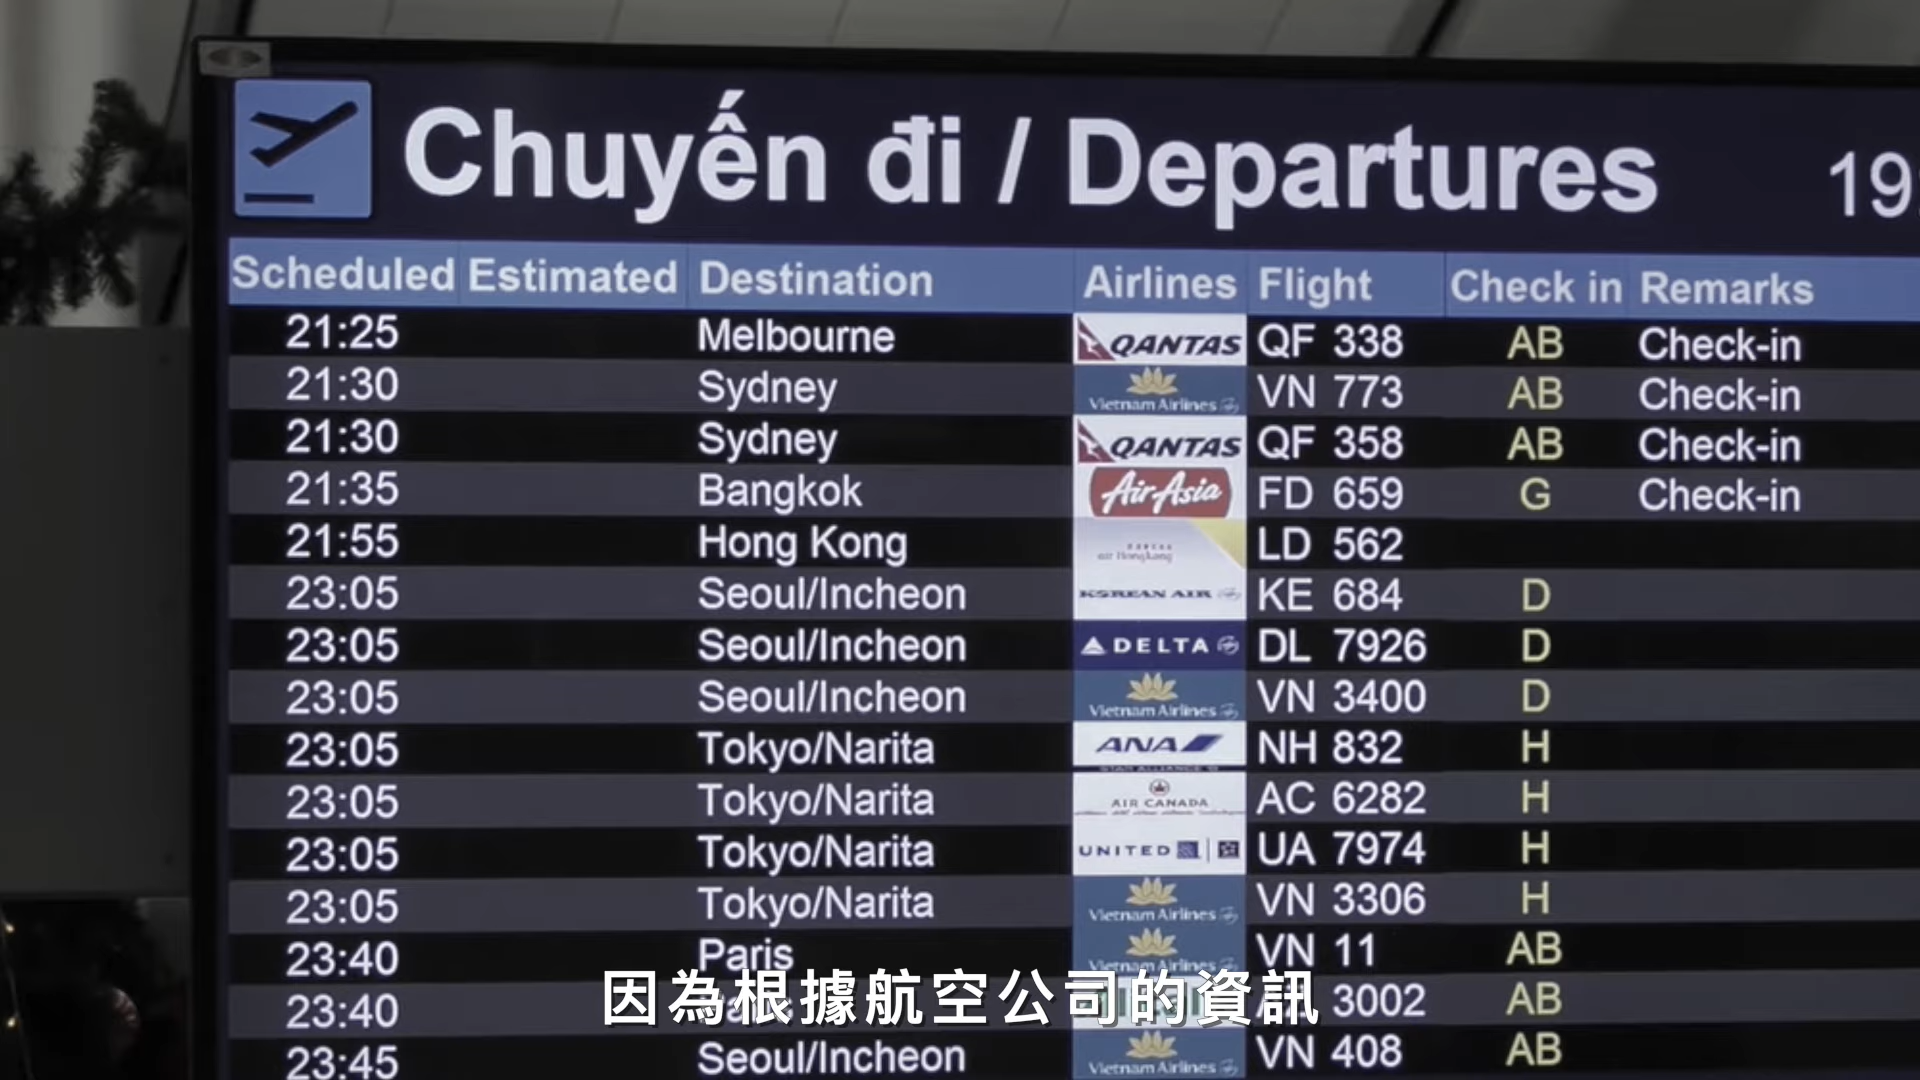 Chuyến đi / Departures 19
Scheduled Estimated Destination Airlines Flight Check in Remarks
21:25 Melbourne QANTAS QF 338 AB Check-in
21:30 Sydney Vietnam Airlines VN 773 AB Check-in
21:30 Sydney QANTAS QF 358 AB Check-in
21:35 Bangkok AirAsia FD 659 G Check-in
21:55 Hong Kong air Hongkong LD 562
23:05 Seoul/Incheon KOREAN AIR KE 684 D
23:05 Seoul/Incheon DELTA DL 7926 D
23:05 Seoul/Incheon Vietnam Airlines VN 3400 D
23:05 Tokyo/Narita ANA NH 832 H
23:05 Tokyo/Narita AIR CANADA AC 6282 H
23:05 Tokyo/Narita UNITED UA 7974 H
23:05 Tokyo/Narita Vietnam Airlines VN 3306 H
23:40 Paris Vietnam Airlines VN 11 AB
23:40 3002 AB
因為根據航空公司的資訊
23:45 Seoul/Incheon Vietnam Airlines VN 408 AB